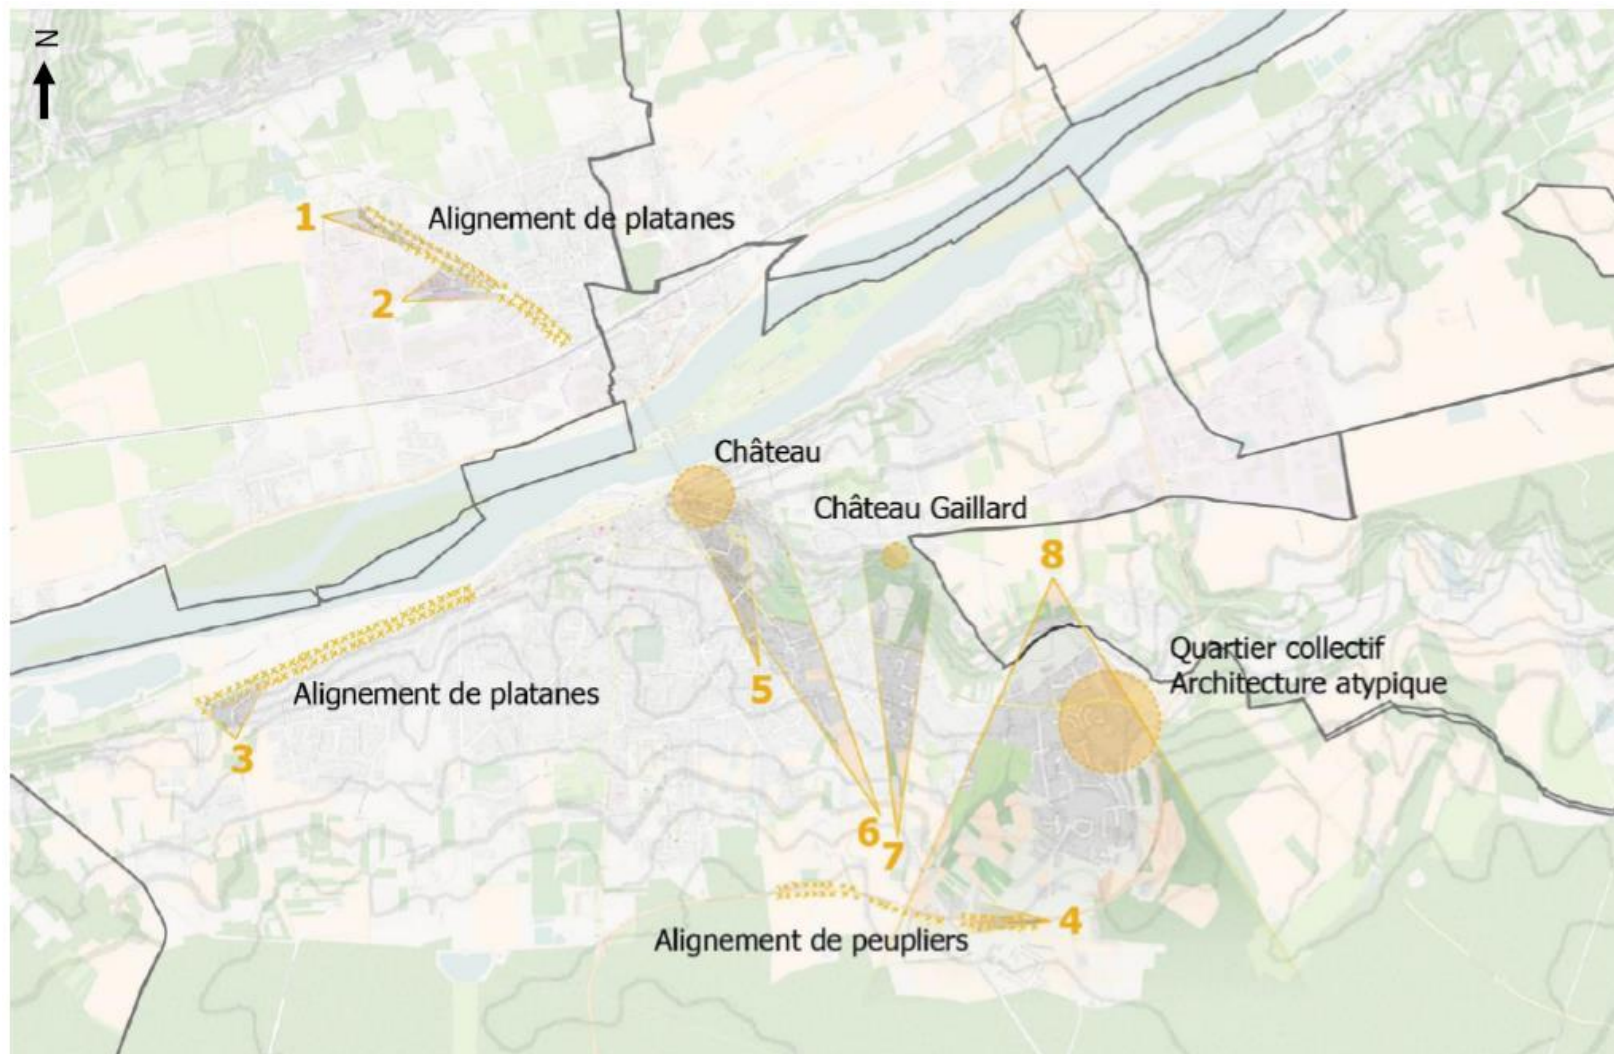 N
1
Alignement de platanes
2
Château
Château Gaillard
8
Quartier collectif
Architecture atypique
5
Alignement de platanes
3
6
7
4
Alignement de peupliers